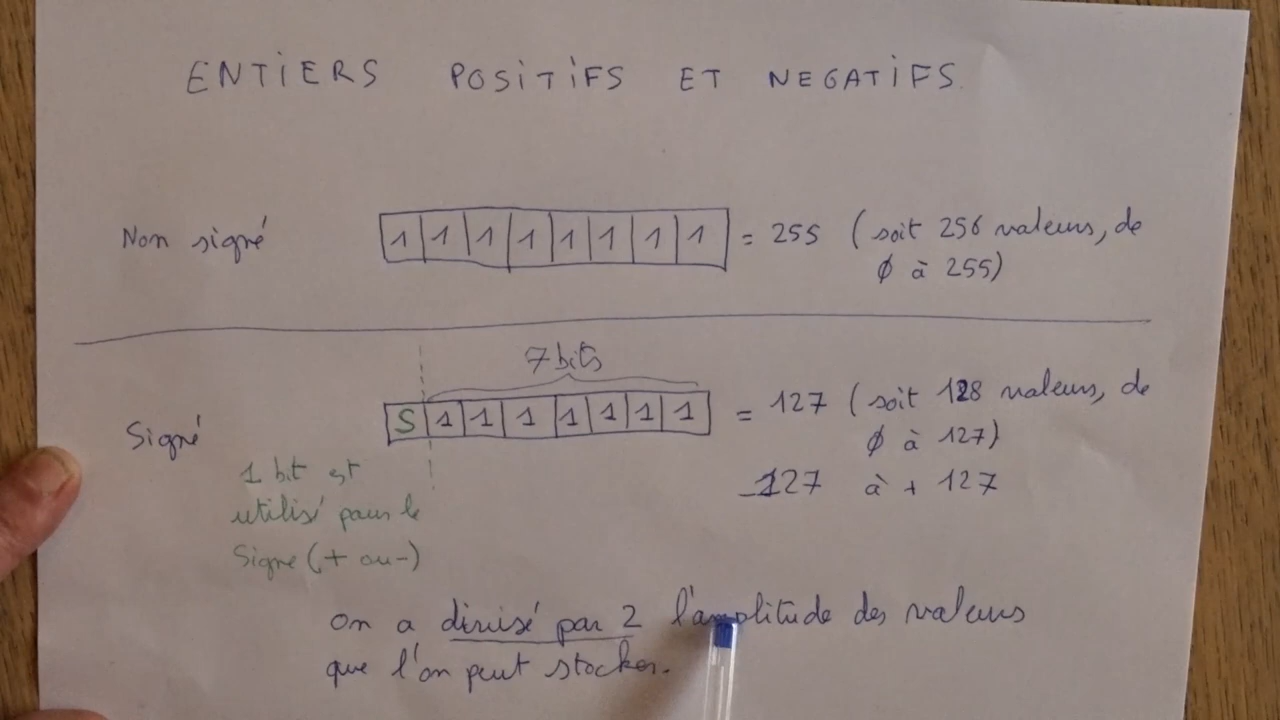 ENTIERS POSITIFS ET NEGATIFS
Non signé 1 1 1 1 1 1 1 1 = 255 (soit 256 valeurs, de
Ø à 255)
7 bits
Signé S 1 1 1 1 1 1 1 = 127 (soit 128 valeurs, de
Ø à 127)
-127 à + 127
1 bit est
utilisé pour le
Signe (+ ou -)
on a divisé par 2 l'amplitude des valeurs
que l'on peut stocker.